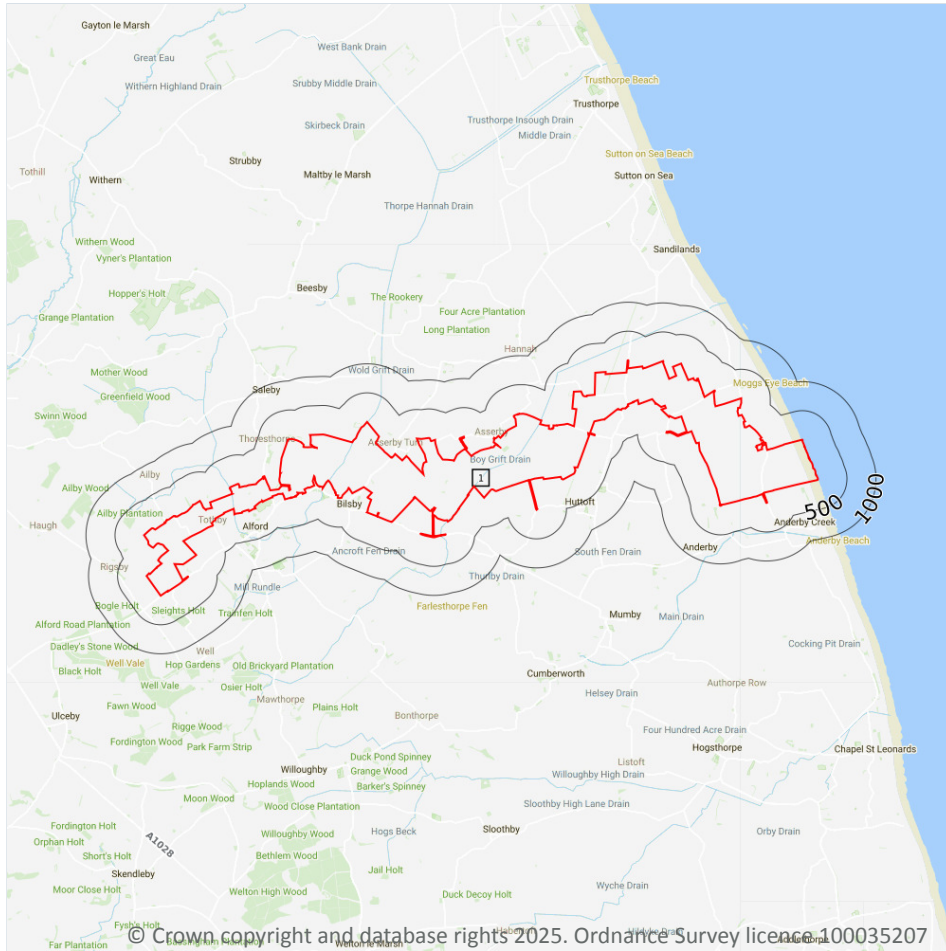 Gayton le Marsh
West Bank Drain
Great Eau
Withern Highland Drain
Strubby Middle Drain
Trusthorpe Beach
Trusthorpe
Skirbeck Drain
Trusthorpe Insough Drain
Middle Drain
Sutton on Sea Beach
Strubby
Tothill
Withern
Maltby le Marsh
Sutton on Sea
Thorpe Hannah Drain
Withern Wood
Vyner's Plantation
Sandilands
Beesby
Hopper's Holt
The Rookery
Grange Plantation
Four Acre Plantation
Long Plantation
Hannah
Mother Wood
Wold Grift Drain
Moggs Eye Beach
Greenfield Wood
Saleby
Swinn Wood
Thoresthorpe
Asserby Turn
Asserby
Boy Grift Drain
Ailby
1
Ailby Wood
1000
Bilsby
Huttoft
500
Ailby Plantation
Tothby
Alford
Haugh
Anderby Creek
Anderby Beach
Ancroft Fen Drain
South Fen Drain
Anderby
Rigsby
Thurlby Drain
Mill Rundle
Bogle Holt
Sleights Holt
Trainfen Holt
Farlesthorpe Fen
Mumby
Main Drain
Alford Road Plantation
Dadley's Stone Wood
Well
Cocking Pit Drain
Black Holt
Well Vale
Hop Gardens
Old Brickyard Plantation
Cumberworth
Well Vale
Osier Holt
Mawthorpe
Authorpe Row
Fawn Wood
Plains Holt
Helsey Drain
Ulceby
Rigge Wood
Bonthorpe
Four Hundred Acre Drain
Fordington Wood
Park Farm Strip
Hogsthorpe
Chapel St Leonards
Duck Pond Spinney
Willoughby
Grange Wood
Listoft
Hoplands Wood
Barker's Spinney
Willoughby High Drain
Moon Wood
Wood Close Plantation
Sloothby High Lane Drain
Fordington Holt
Willoughby Wood
Hogs Beck
Sloothby
Orby Drain
Orphan Holt
A1028
Short's Holt
Bethlem Wood
Skendleby
Jail Holt
Moor Close Holt
Welton High Wood
Duck Decoy Holt
Wyche Drain
Fysh's Holt
Far Plantation
Welton le Marsh
© Crown copyright and database rights 2025. Ordnance Survey licence 100035207